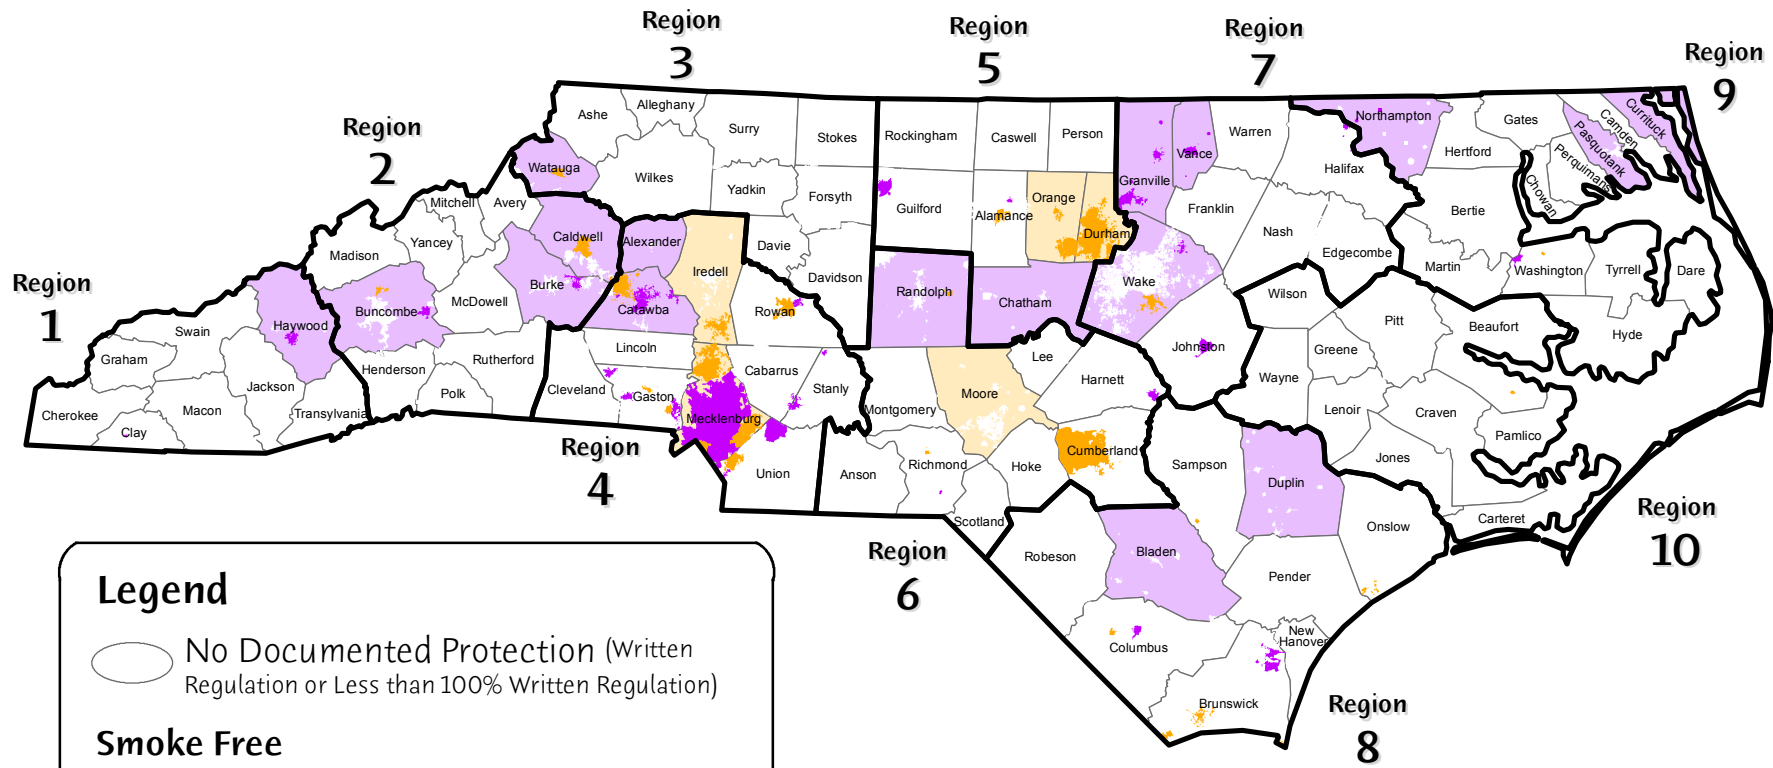 Region
3
Region
5
Region
7
Region
9
Region
2
Region
1
Ashe
Alleghany
Surry
Stokes
Rockingham
Caswell
Person
Warren
Northampton
Gates
Camden
Currituck
Pasquotank
Perquimans
Chowan
Hertford
Halifax
Vance
Granville
Watauga
Wilkes
Yadkin
Forsyth
Guilford
Alamance
Orange
Durham
Franklin
Nash
Edgecombe
Bertie
Mitchell
Avery
Yancey
Madison
Caldwell
Alexander
Iredell
Davie
Davidson
Randolph
Chatham
Wake
Wilson
Martin
Washington
Tyrrell
Dare
Burke
McDowell
Buncombe
Haywood
Catawba
Rowan
Swain
Graham
Henderson
Rutherford
Lincoln
Cabarrus
Lee
Johnston
Greene
Pitt
Beaufort
Hyde
Jackson
Macon
Cherokee
Clay
Transylvania
Polk
Cleveland
Gaston
Mecklenburg
Stanly
Montgomery
Moore
Harnett
Wayne
Lenoir
Craven
Pamlico
Jones
Union
Anson
Richmond
Hoke
Cumberland
Sampson
Duplin
Onslow
Carteret
Scotland
Robeson
Bladen
Pender
New
Hanover
Columbus
Brunswick
Region
4
Region
6
Region
8
Region
10
Legend
No Documented Protection (Written
Regulation or Less than 100% Written Regulation)
Smoke Free